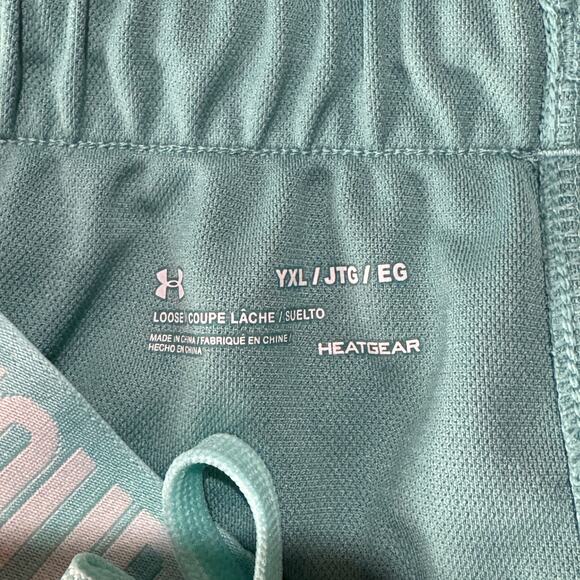 YXL / JTG / EG
LOOSE / COUPE LÂCHE / SUELTO
MADE IN CHINA / FABRIQUÉ EN CHINE /
HECHO EN CHINA
HEATGEAR